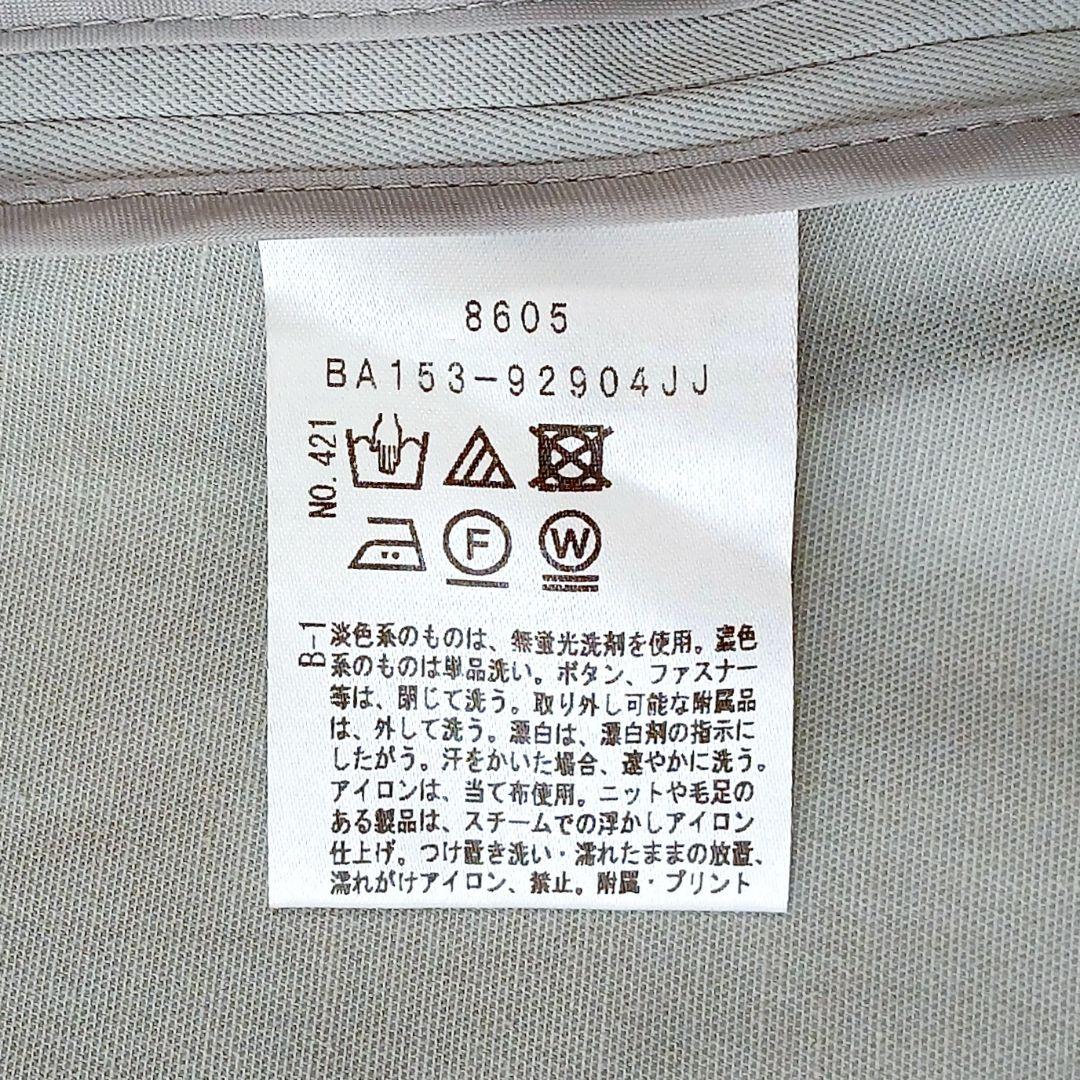 8605
BA153-92904JJ
NO. 421
F
W
B-1
淡色系のものは、無蛍光洗剤を使用。濃色
系のものは単品洗い。ボタン、ファスナー
等は、閉じて洗う。取り外し可能な附属品
は、外して洗う。漂白は、漂白剤の指示に
したがう。汗をかいた場合、速やかに洗う。
アイロンは、当て布使用。ニットや毛足の
ある製品は、スチームでの浮かしアイロン
仕上げ。つけ置き洗い・濡れたままの放置、
濡れがけアイロン、禁止。附属・プリント